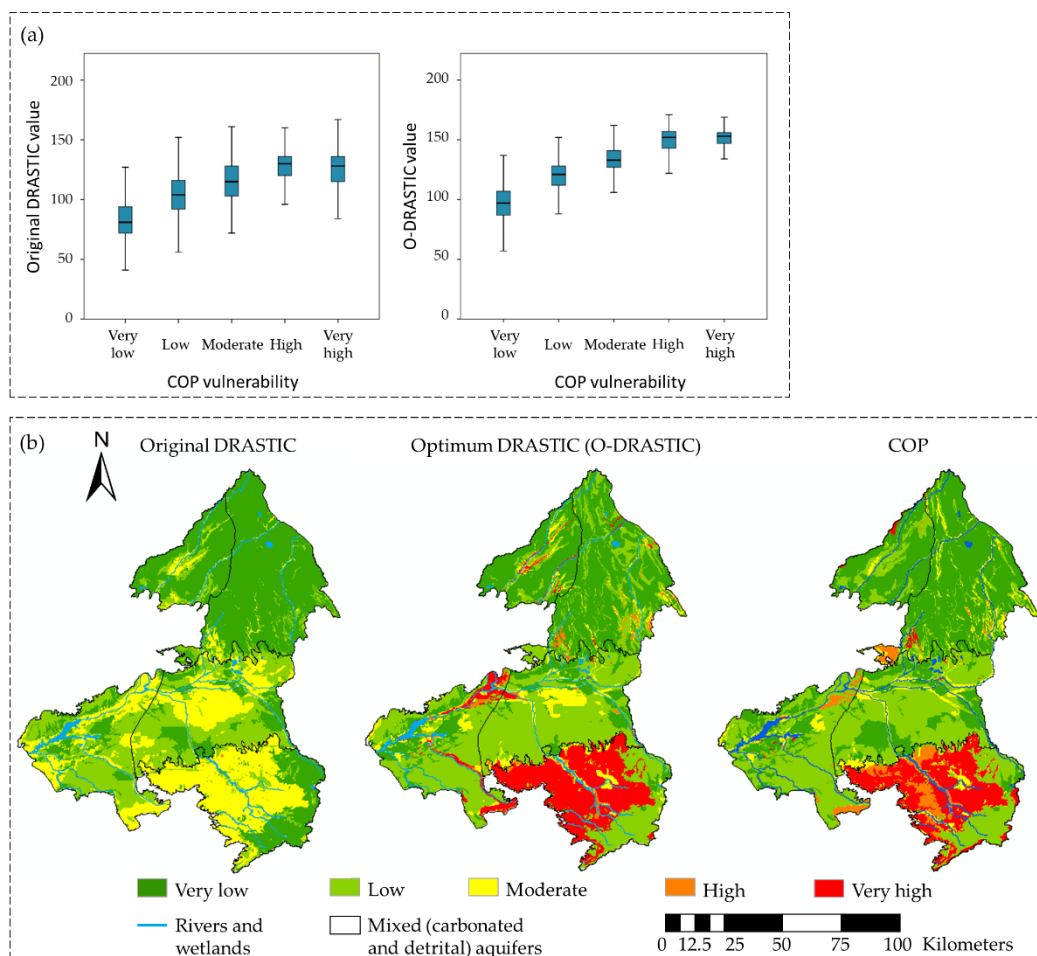 (a)
Original DRASTIC value
200
150
100
50
0
Very low
Low
Moderate
High
Very high
COP vulnerability
O-DRASTIC value
200
150
100
50
0
Very low
Low
Moderate
High
Very high
COP vulnerability
(b)
N
Original DRASTIC
Optimum DRASTIC (O-DRASTIC)
COP
Very low
Low
Moderate
High
Very high
Rivers and
wetlands
Mixed (carbonated
and detrital) aquifers
0 12.5 25 50 75 100 Kilometers